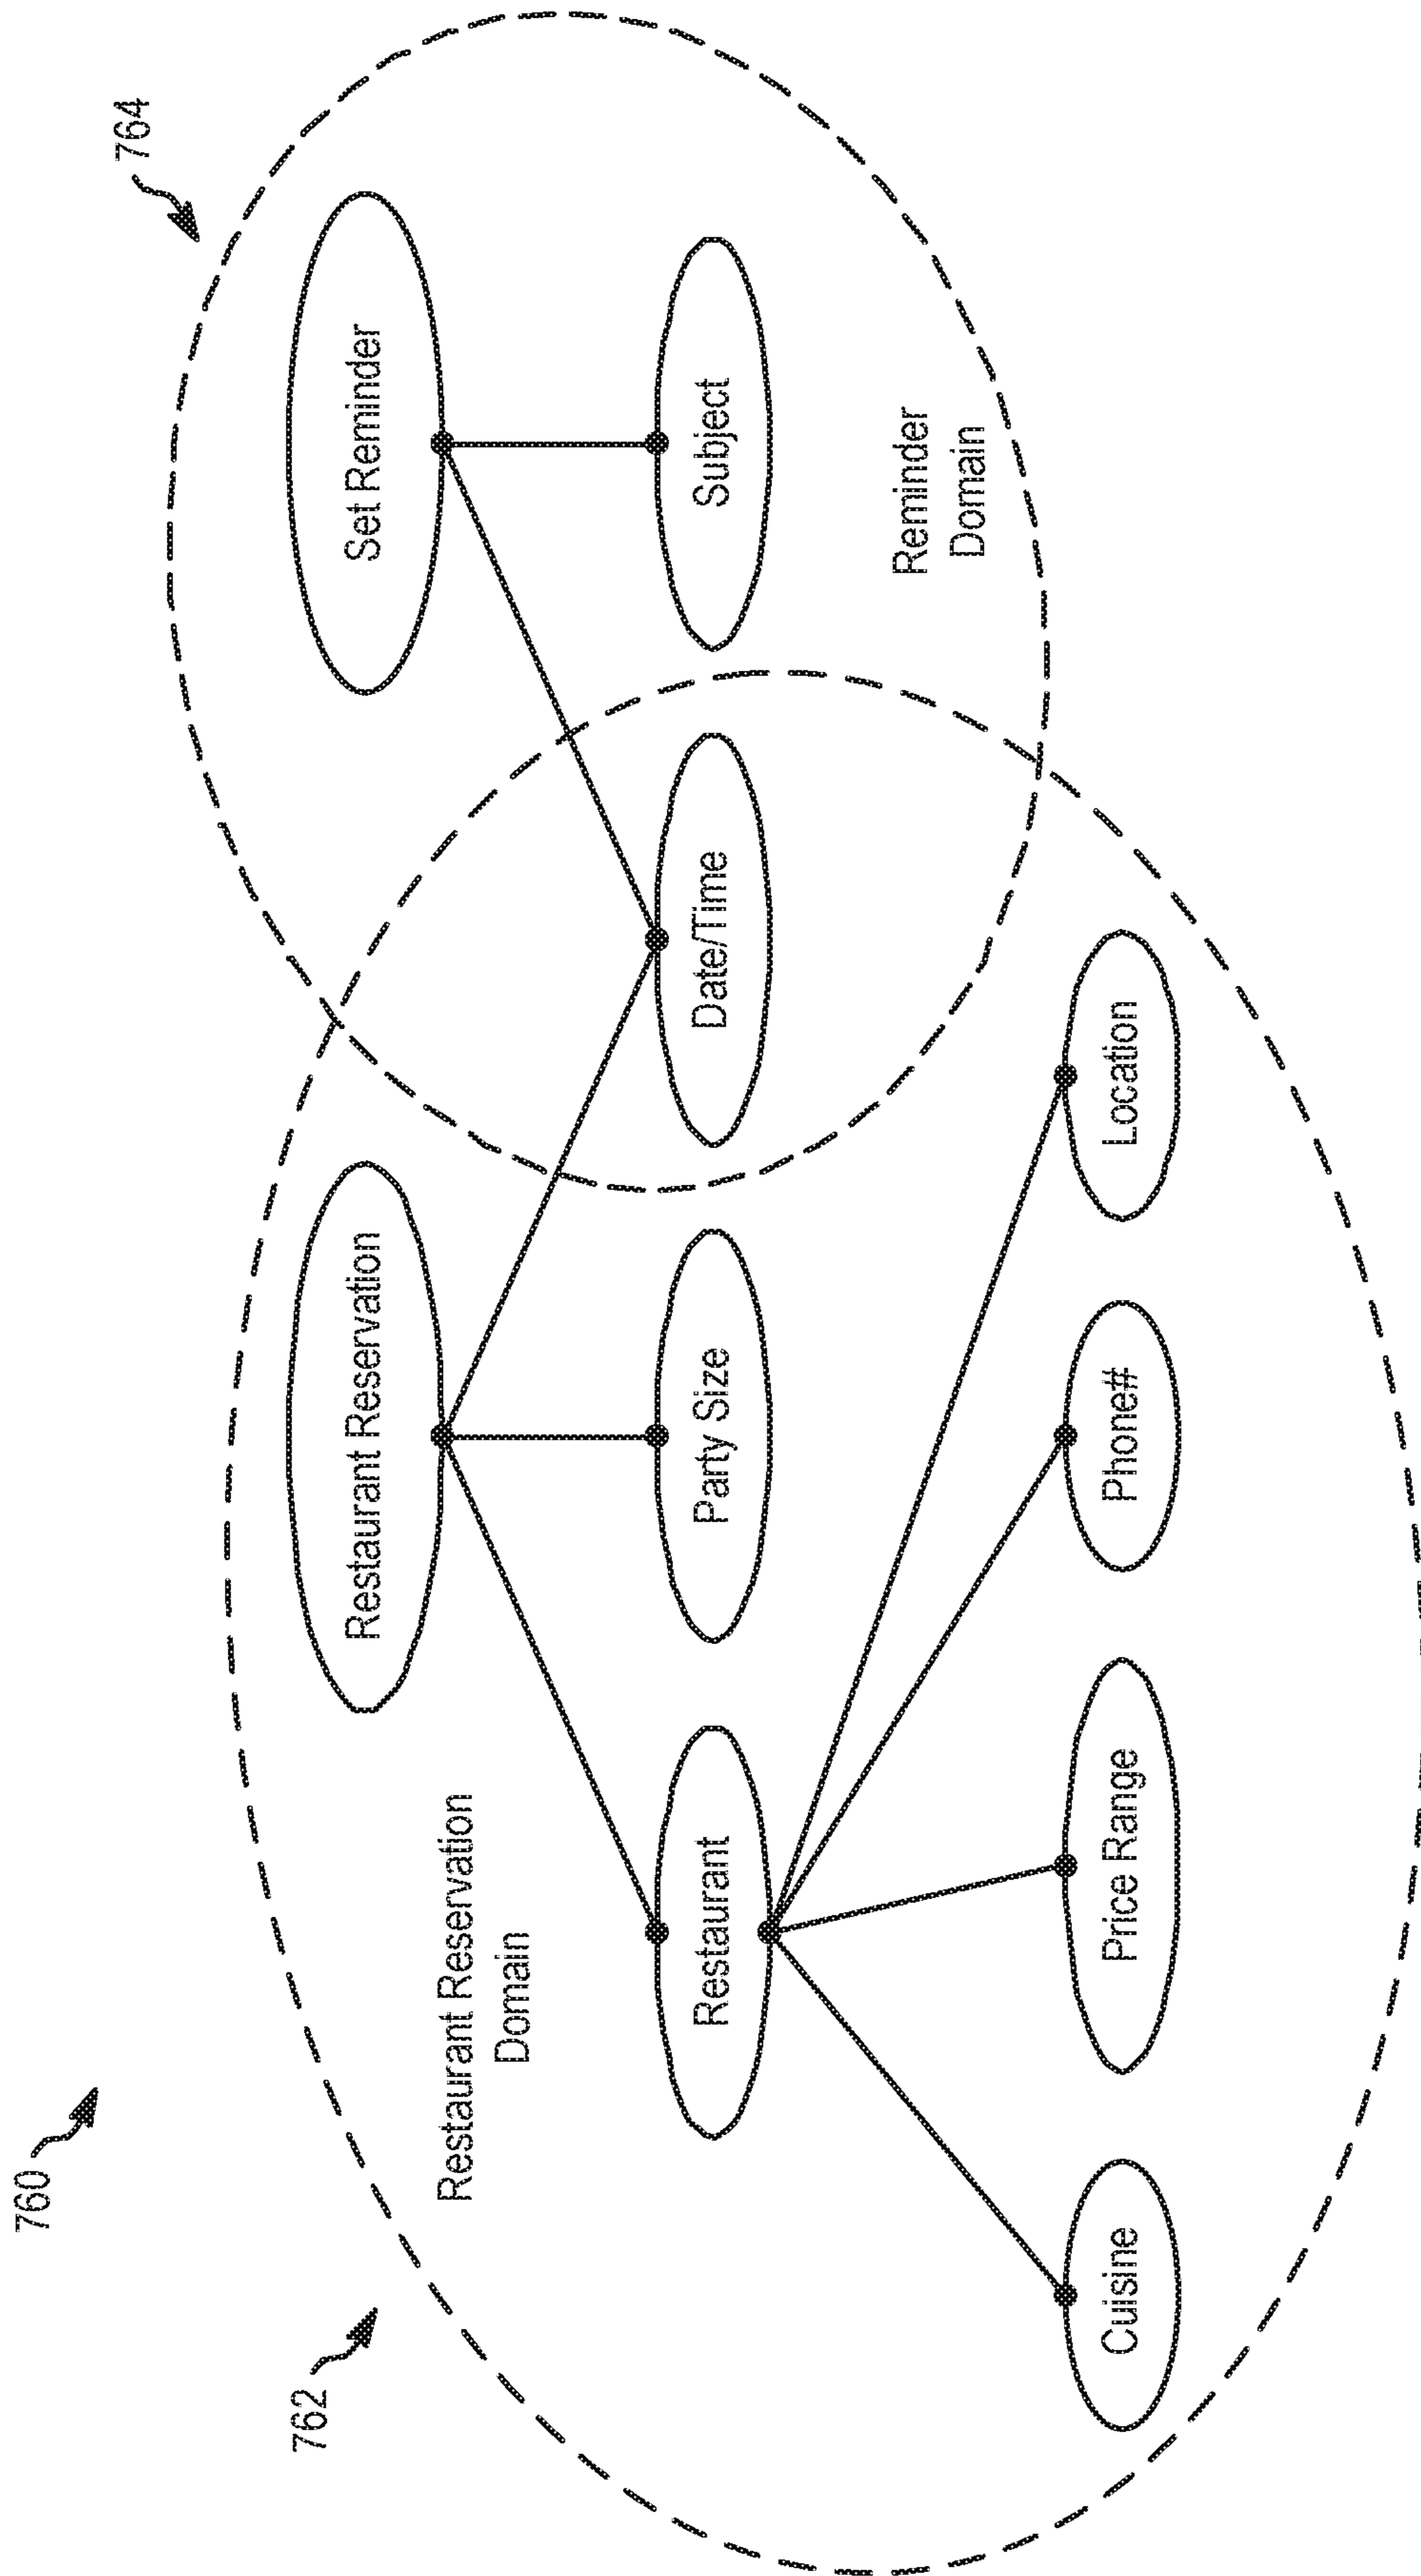 760
762
764
Restaurant Reservation
Set Reminder
Restaurant Reservation
Domain
Restaurant
Party Size
Date/Time
Subject
Reminder
Domain
Cuisine
Price Range
Phone#
Location